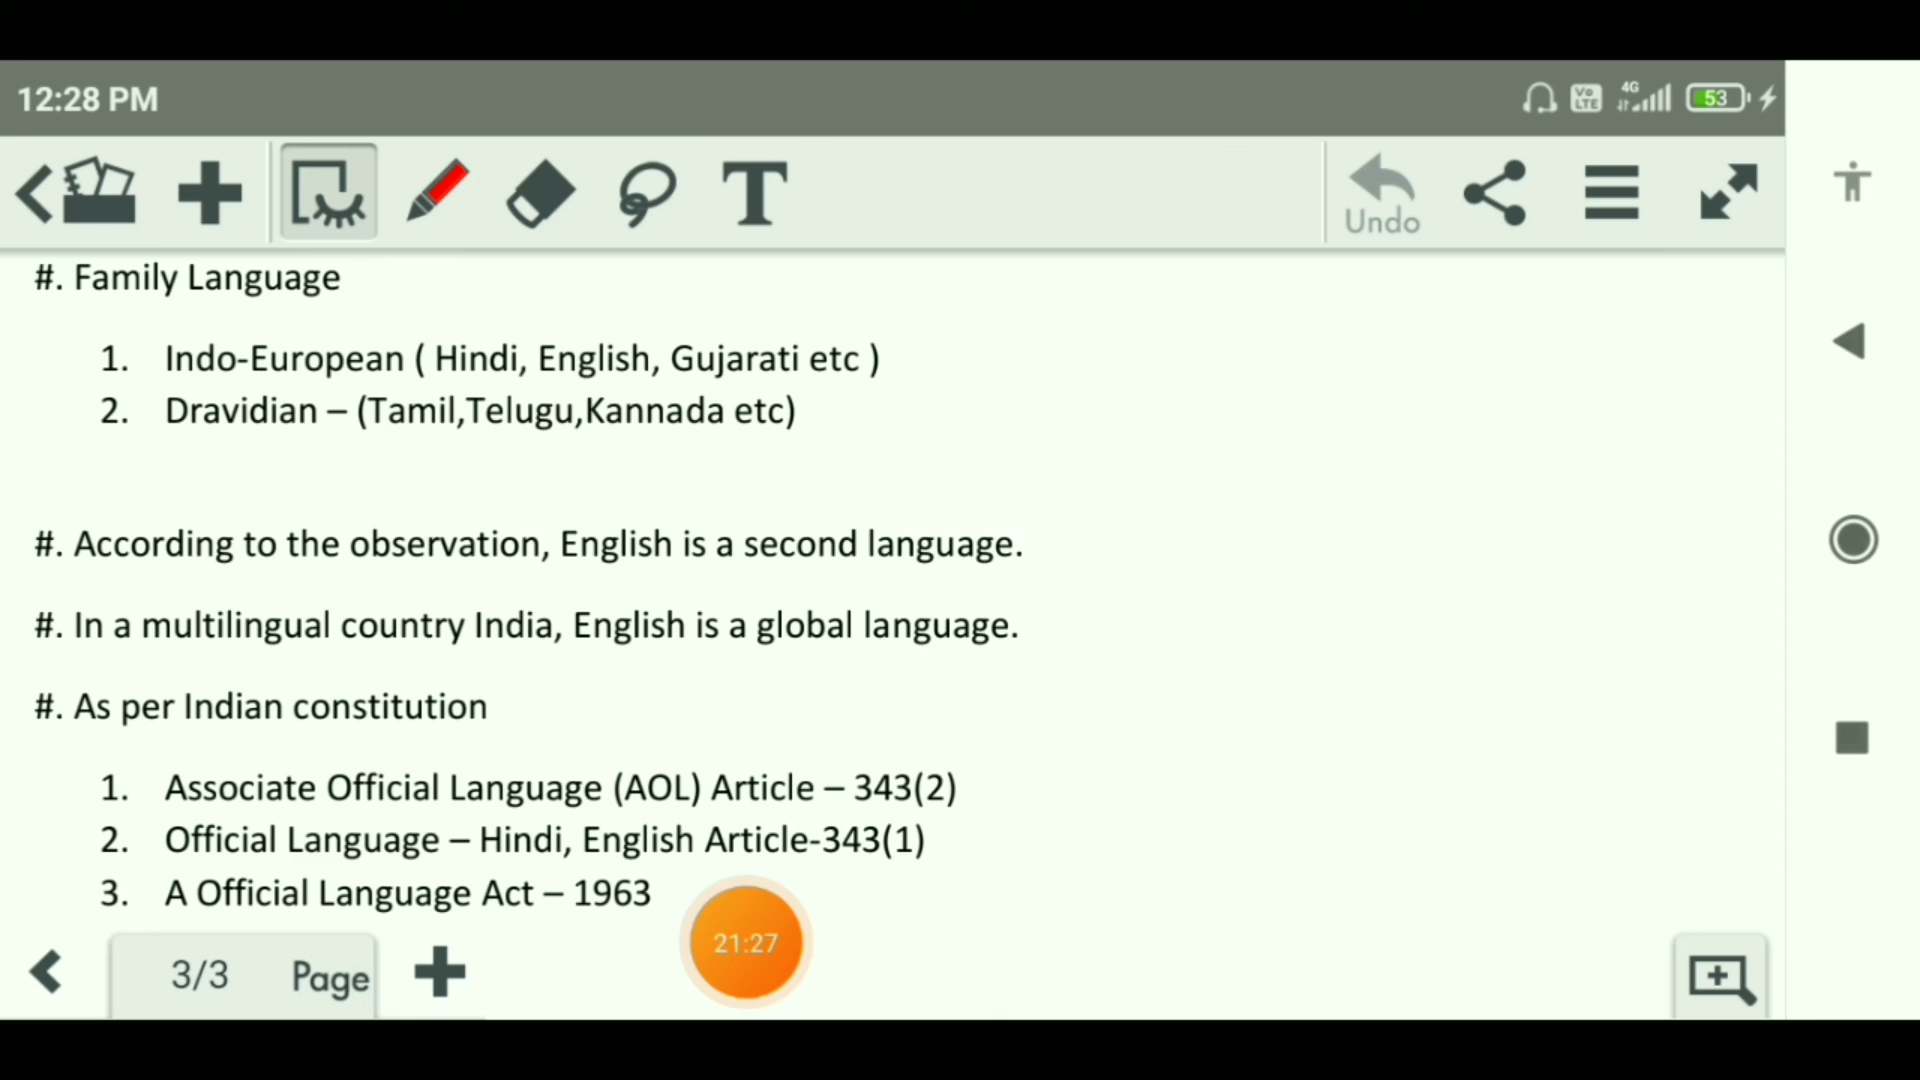 12:28 PM
Vo LTE 4G 53
T
Undo
#. Family Language
1. Indo-European ( Hindi, English, Gujarati etc )
2. Dravidian – (Tamil,Telugu,Kannada etc)
#. According to the observation, English is a second language.
#. In a multilingual country India, English is a global language.
#. As per Indian constitution
1. Associate Official Language (AOL) Article – 343(2)
2. Official Language – Hindi, English Article-343(1)
3. A Official Language Act – 1963
21:27
3/3 Page